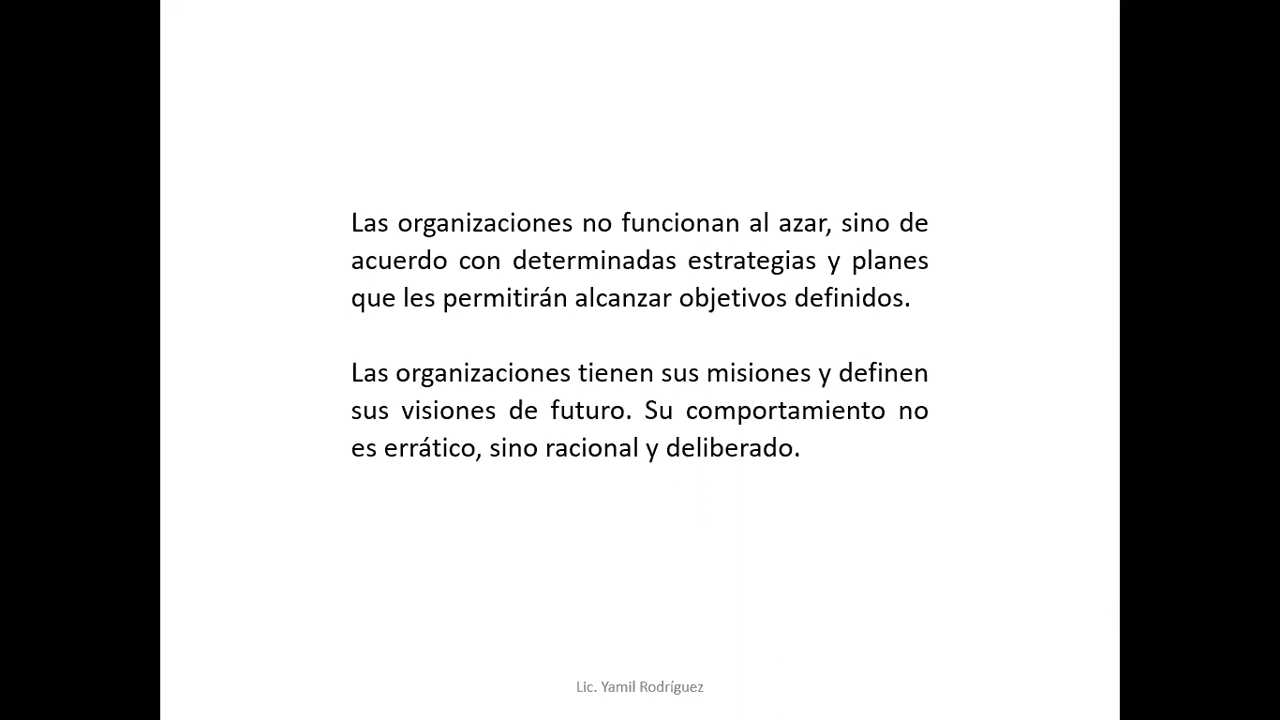 Las organizaciones no funcionan al azar, sino de
acuerdo con determinadas estrategias y planes
que les permitirán alcanzar objetivos definidos.
Las organizaciones tienen sus misiones y definen
sus visiones de futuro. Su comportamiento no
es errático, sino racional y deliberado.
Lic. Yamil Rodríguez